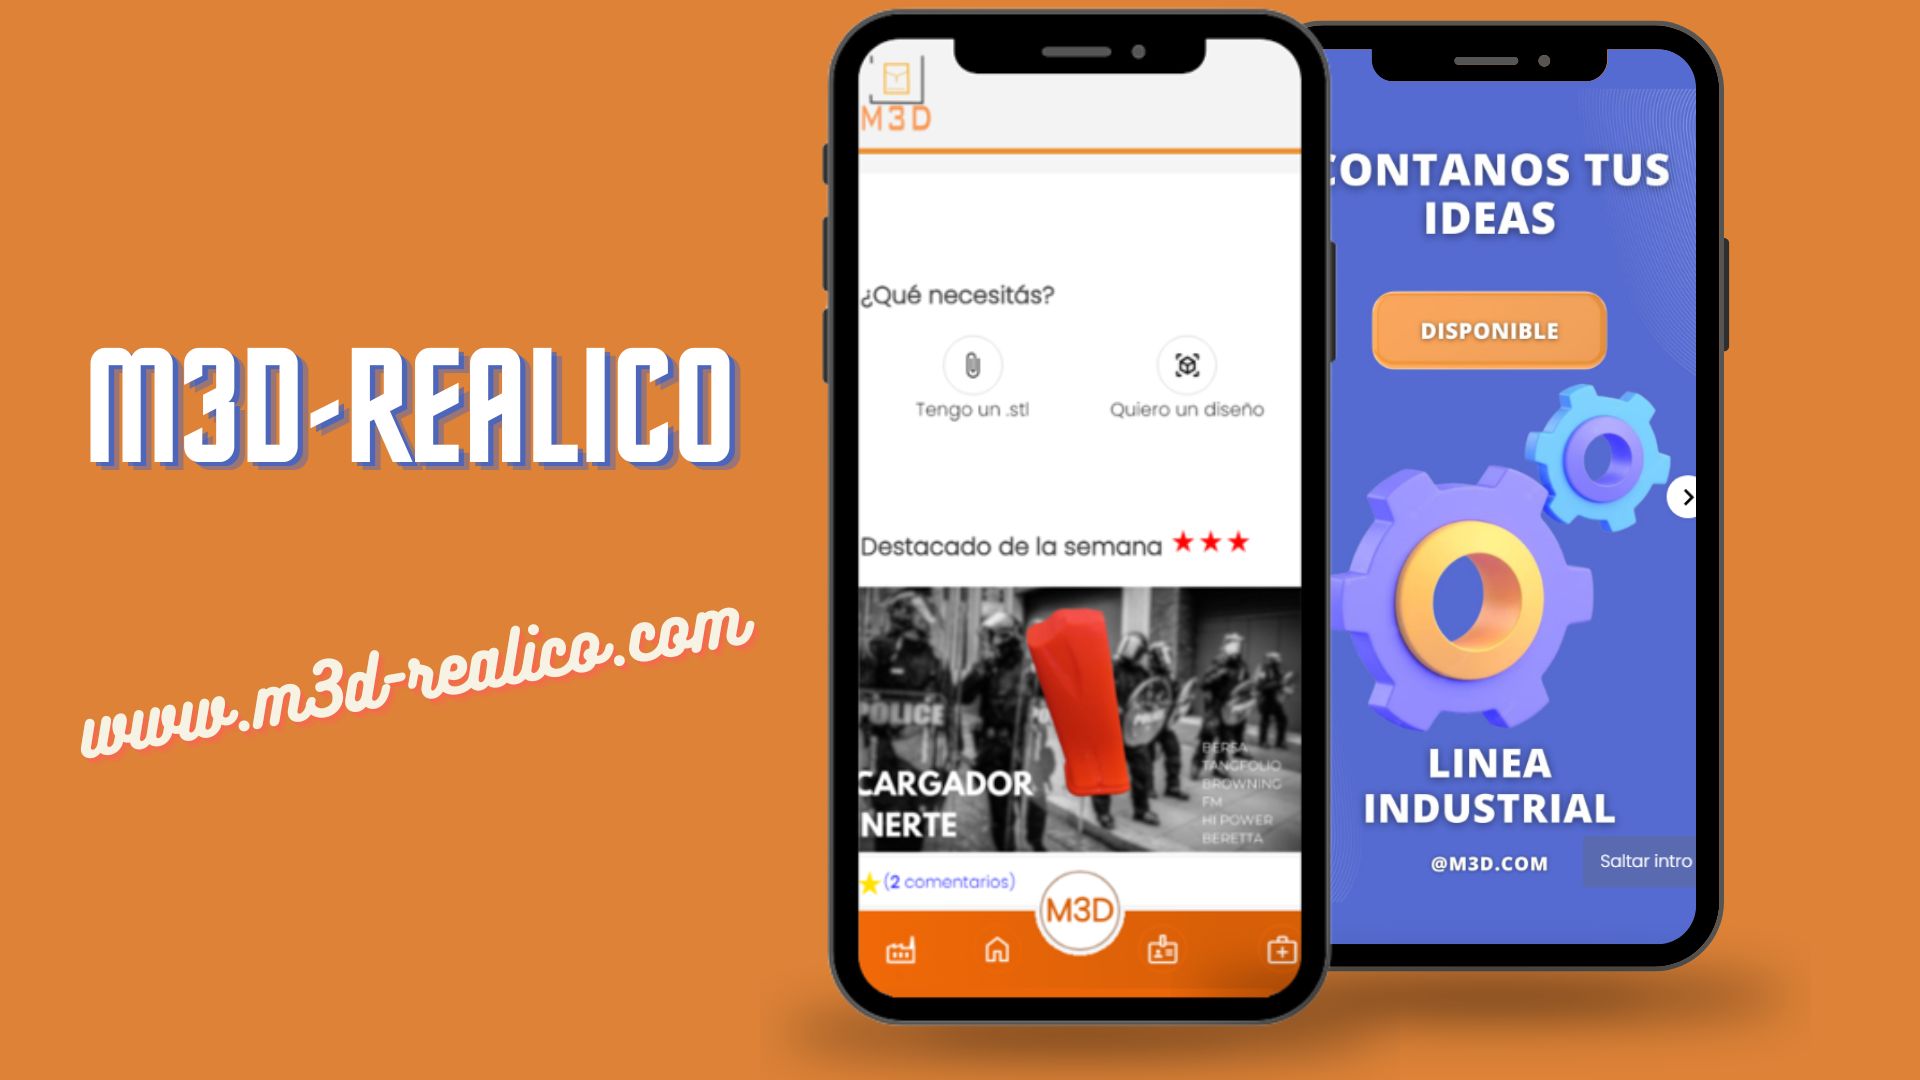 M3D-REALICO
www.m3d-realico.com
M3D
¿Qué necesitás?
Tengo un .stl
Quiero un diseño
Destacado de la semana ★★★
POLICE
CARGADOR
NERTE
BERSA
TANGFOLIO
BROWNING
FM
HI POWER
BERETTA
(2 comentarios)
M3D
CONTANOS TUS
IDEAS
DISPONIBLE
LINEA
INDUSTRIAL
@M3D.COM
Saltar intro